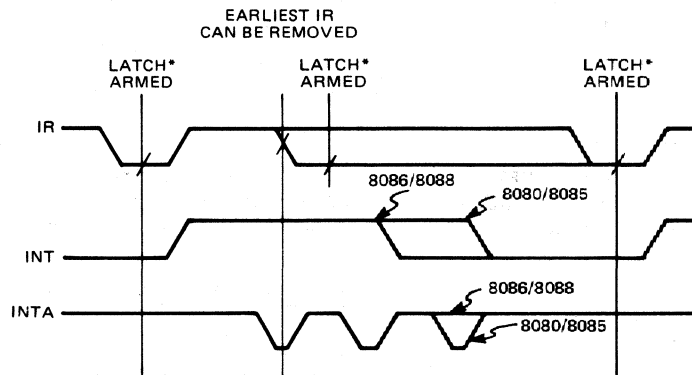 EARLIEST IR
CAN BE REMOVED
LATCH*
ARMED
LATCH*
ARMED
LATCH*
ARMED
IR
8086/8088
8080/8085
INT
8086/8088
INTA
8080/8085